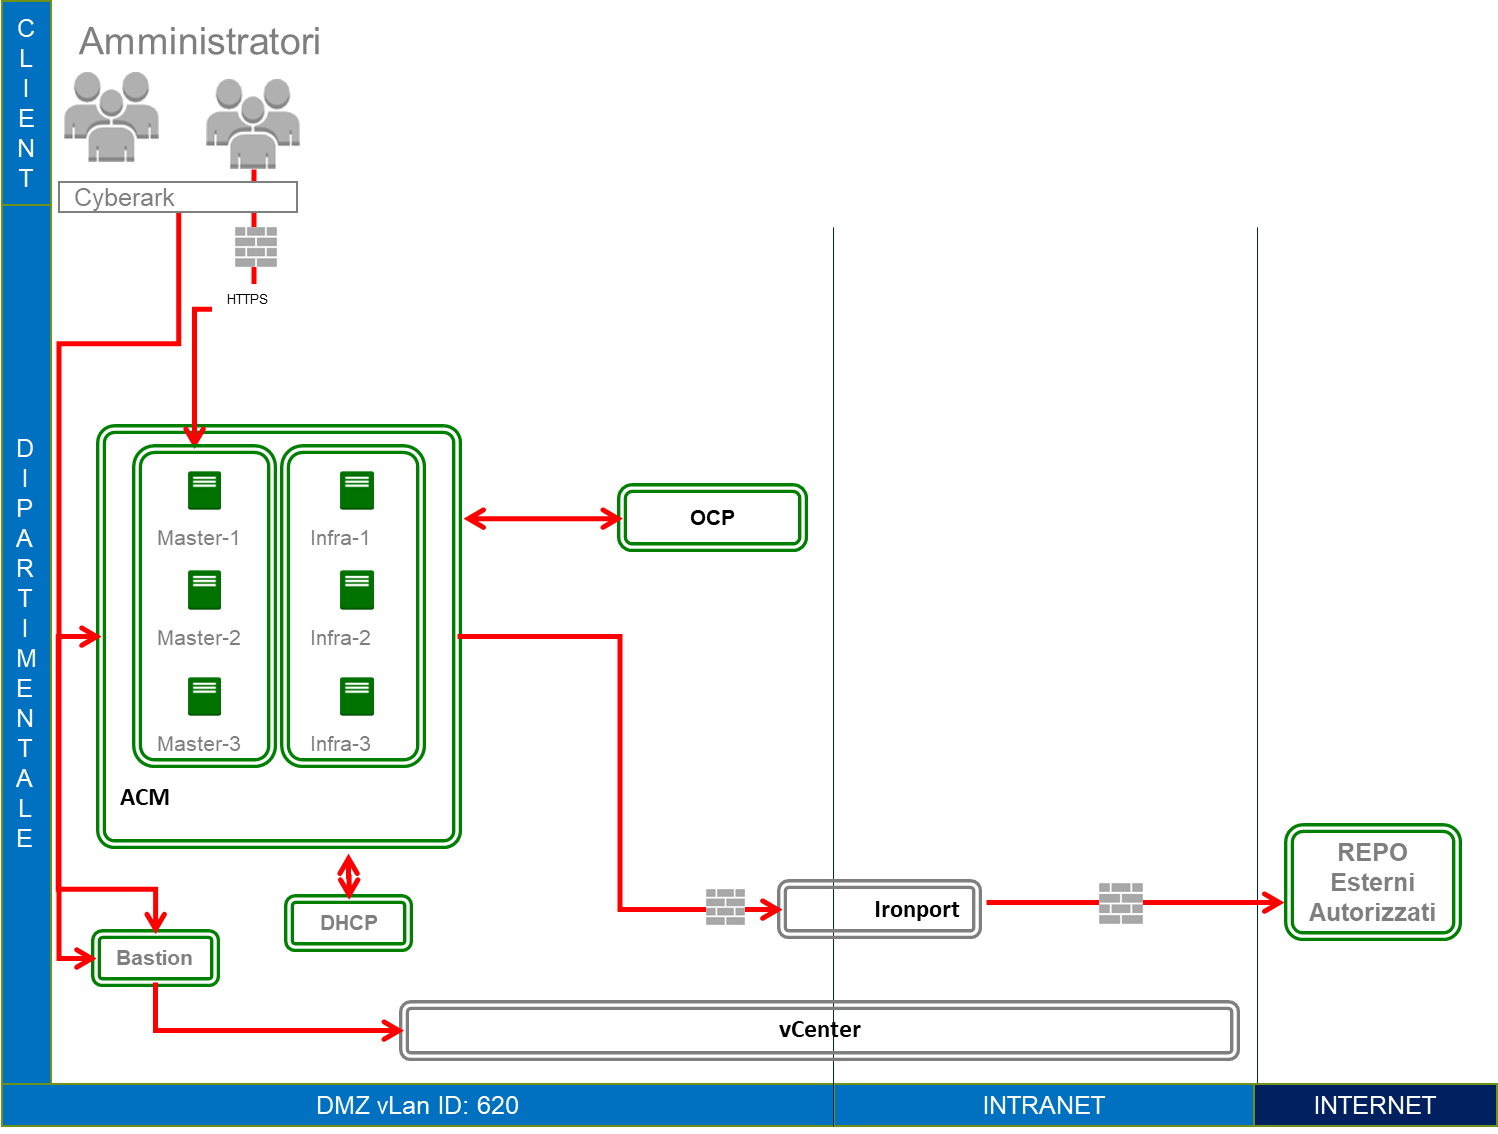 CLIENT
Amministratori
Cyberark
HTTPS
DIPARTIMENTALE
Master-1
Infra-1
OCP
Master-2
Infra-2
Master-3
Infra-3
ACM
REPO
Esterni
Autorizzati
Ironport
DHCP
Bastion
vCenter
DMZ vLan ID: 620
INTRANET
INTERNET